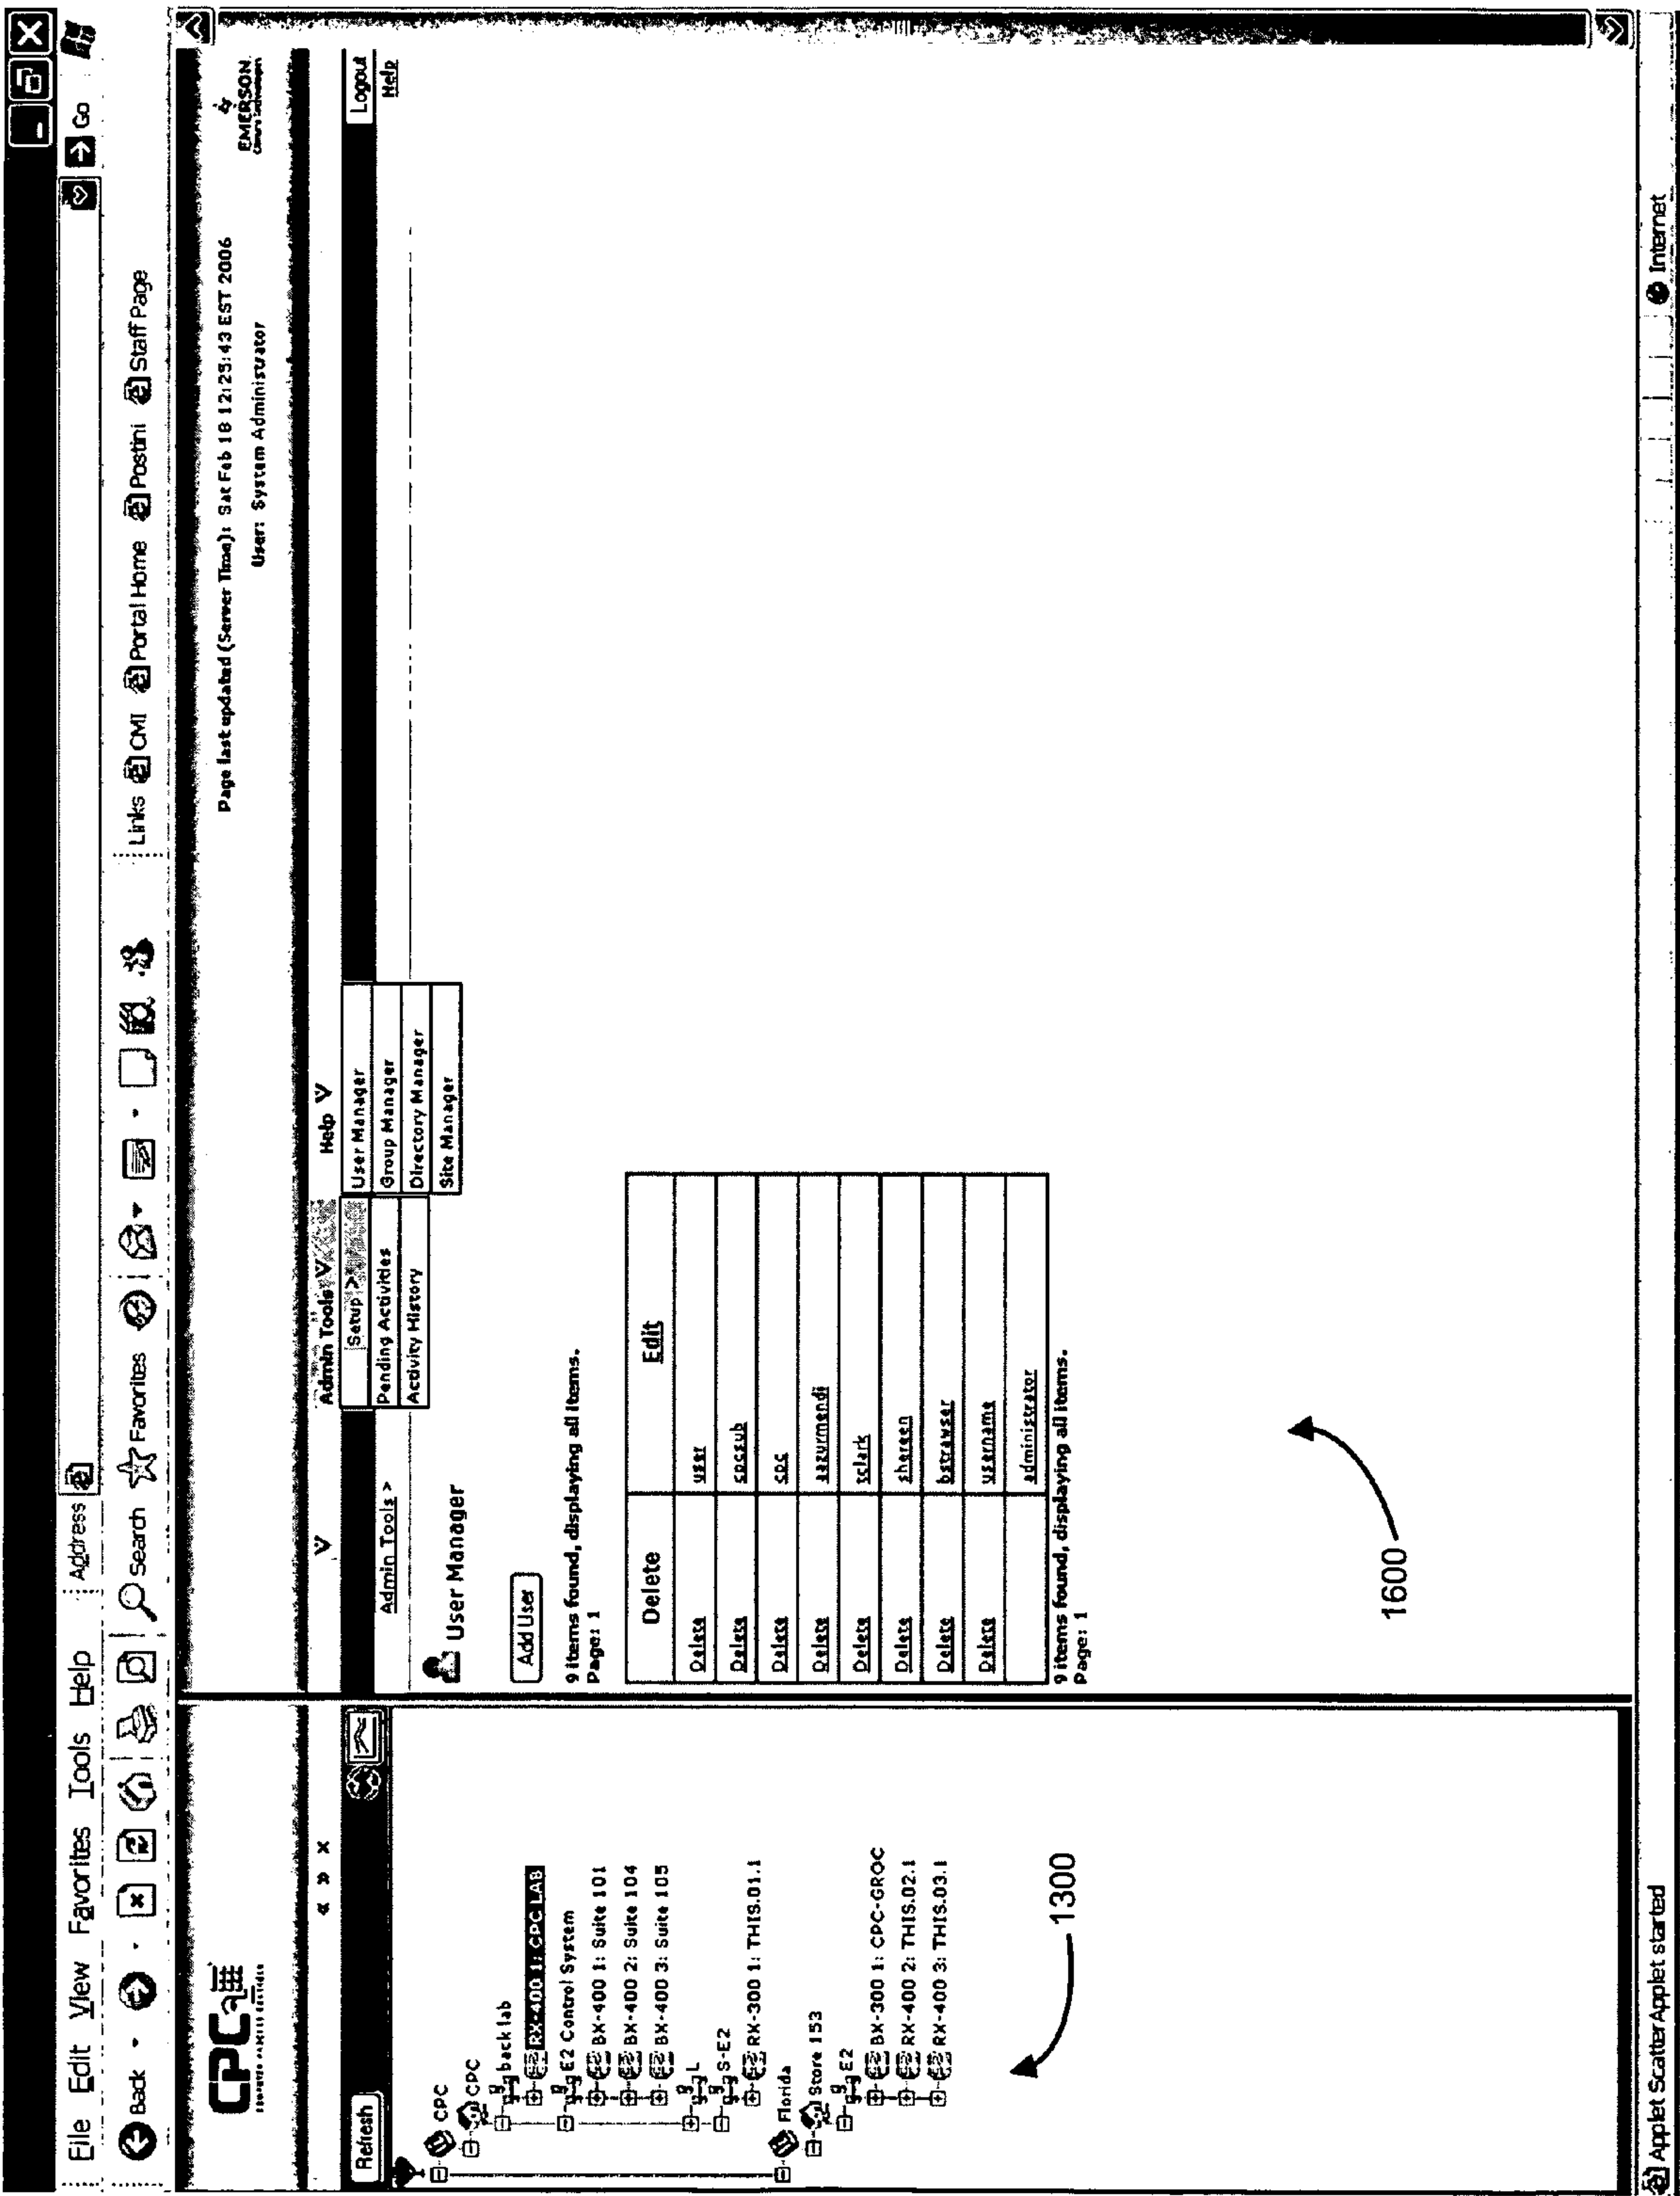 File Edit View Favorites Tools Help Address Go
Back Search Favorites Links CMI Portal Home Postini Staff Page
CPC
EMERSON
Climate Technologies
Page last updated (Server Time): Sat Feb 18 12:25:43 EST 2006
User: System Administrator
« » x
Admin Tools V Help V
Refresh
Setup > User Manager
Logout
Admin Tools >
Pending Activities Group Manager
Help
Activity History Directory Manager
Site Manager
User Manager
Add User
9 items found, displaying all items.
Page: 1
Delete Edit
Delete user
Delete cpcsub
Delete cpc
Delete aazurmendi
Delete tclark
Delete shereen
Delete bstrawser
Delete username
administrator
9 items found, displaying all items.
Page: 1
CPC
CPC
back lab
RX-400 1: CPC LAB
E2 Control System
BX-400 1: Suite 101
BX-400 2: Suite 104
BX-400 3: Suite 105
L
S-E2
RX-300 1: THIS.01.1
Florida
Store 153
E2
BX-300 1: CPC-GROC
RX-400 2: THIS.02.1
RX-400 3: THIS.03.1
1300
1600
Applet ScatterApplet started Internet